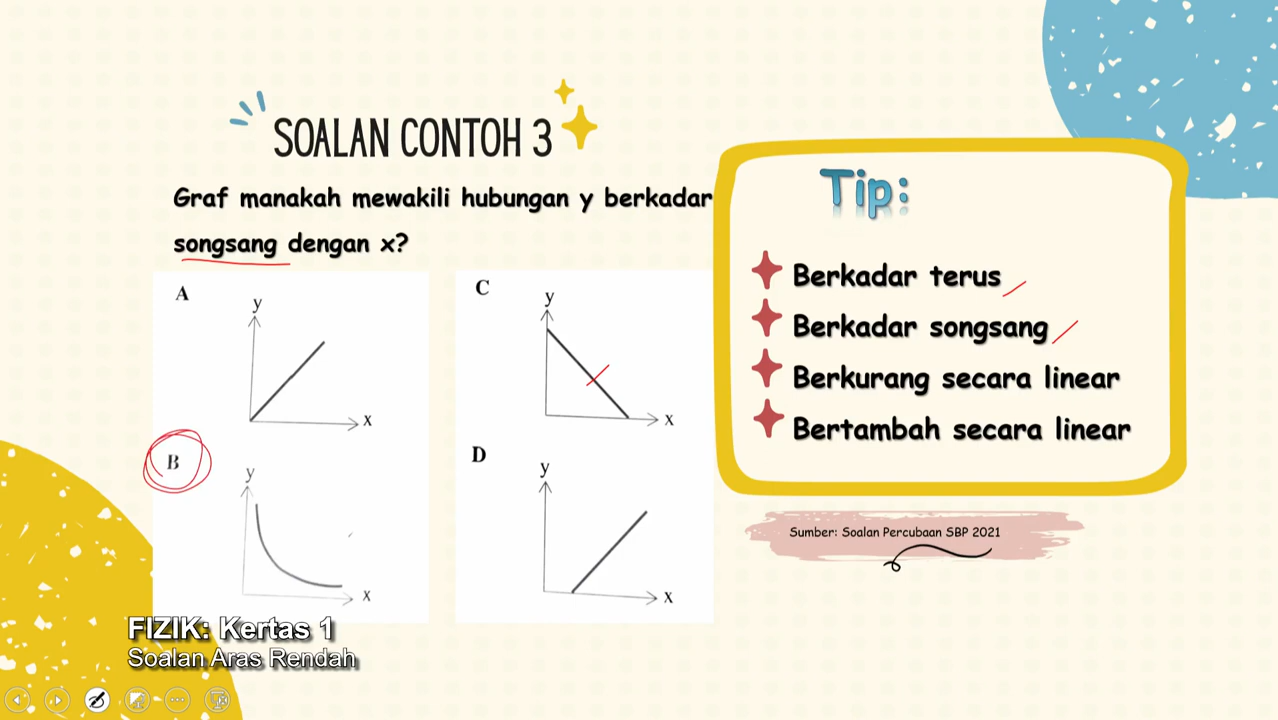 SOALAN CONTOH 3
Graf manakah mewakili hubungan y berkadar
songsang dengan x?
A
y
x
B
y
x
C
y
x
D
y
x
Tip:
Berkadar terus
Berkadar songsang
Berkurang secara linear
Bertambah secara linear
Sumber: Soalan Percubaan SBP 2021
FIZIK: Kertas 1
Soalan Aras Rendah